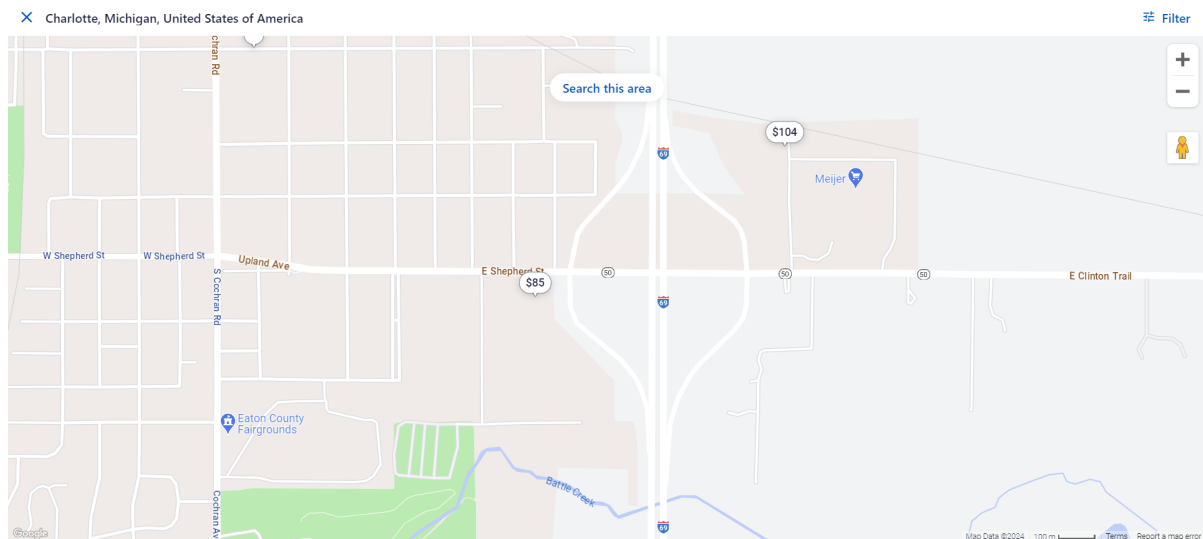 Charlotte, Michigan, United States of America
Filter
chran Rd
Search this area
69
$104
Meijer
W Shepherd St
W Shepherd St
Upland Ave
E Shepherd St
50
50
50
E Clinton Trail
$85
S Cochran Rd
69
Eaton County
Fairgrounds
Battle Creek
Cochran Av
69
Google
Map Data ©2024
100 m
Terms
Report a map error